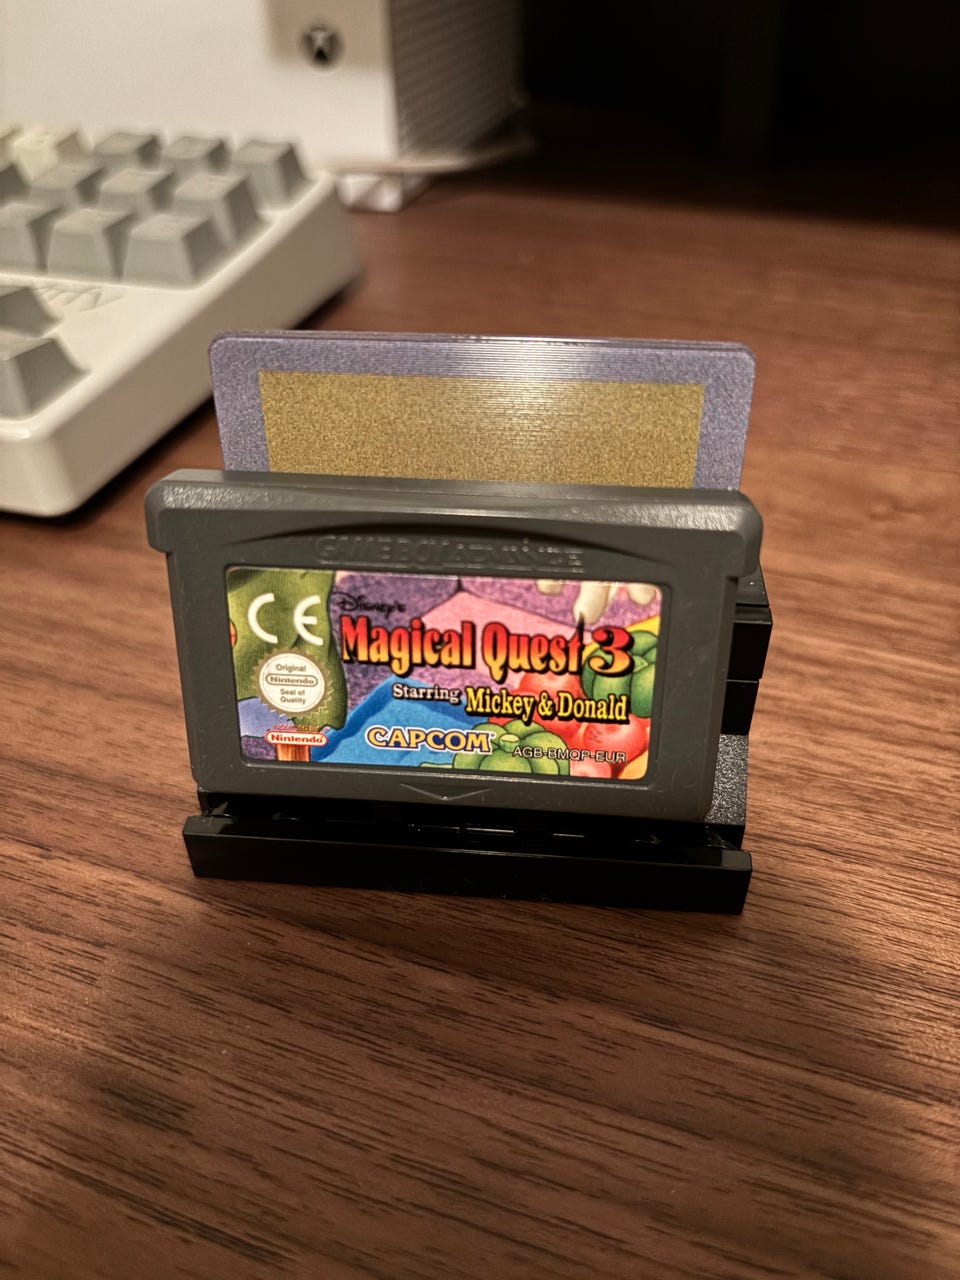 GAME BOY ADVANCE
CE
Disney's
Magical Quest 3
Starring Mickey & Donald
Original
Nintendo
Seal of
Quality
Nintendo
CAPCOM
AGB-BMQP-EUR